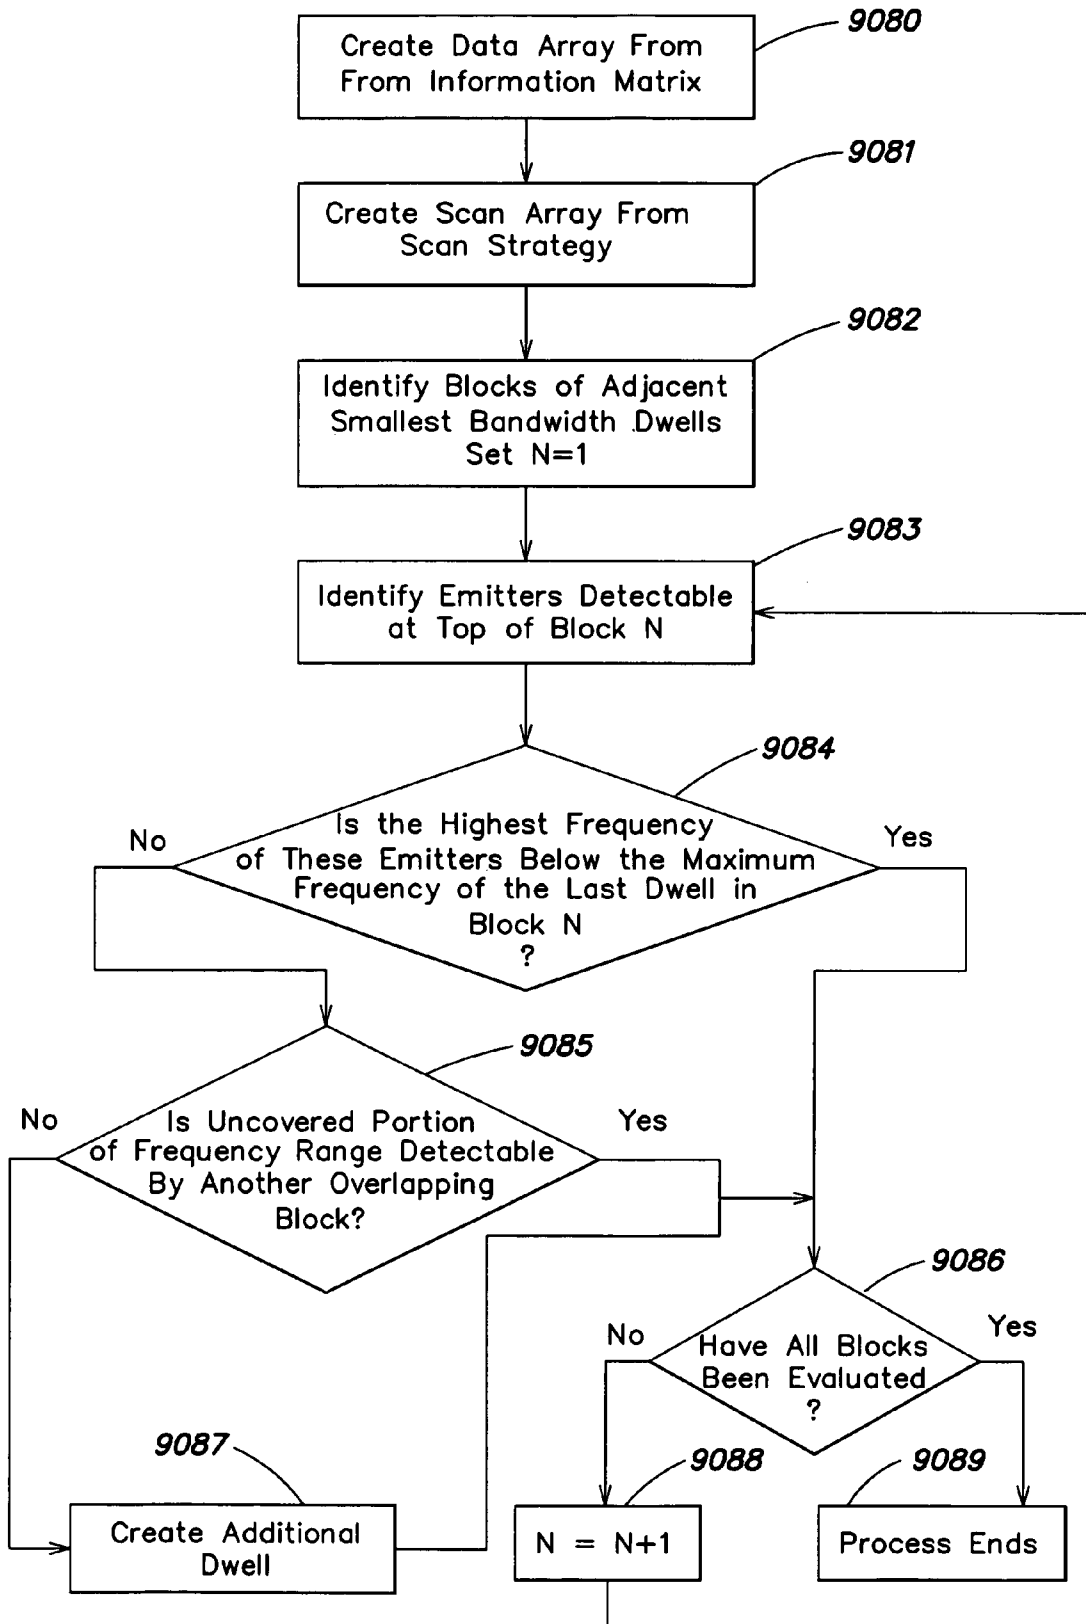 9080
Create Data Array From
From Information Matrix
9081
Create Scan Array From
Scan Strategy
9082
Identify Blocks of Adjacent
Smallest Bandwidth Dwells
Set N=1
9083
Identify Emitters Detectable
at Top of Block N
9084
Is the Highest Frequency
of These Emitters Below the Maximum
Frequency of the Last Dwell in
Block N
?
No
Yes
9085
Is Uncovered Portion
of Frequency Range Detectable
By Another Overlapping
Block?
No
Yes
9086
Have All Blocks
Been Evaluated
?
No
Yes
9087
Create Additional
Dwell
9088
N = N+1
9089
Process Ends